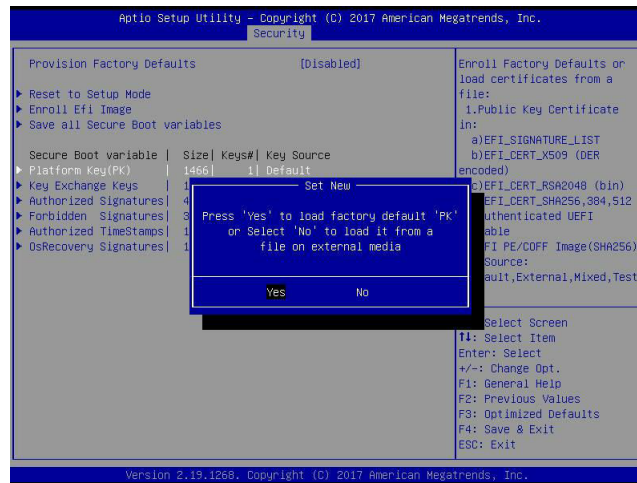 Aptio Setup Utility – Copyright (C) 2017 American Megatrends, Inc.
Security
Provision Factory Defaults [Disabled]
Reset to Setup Mode
Enroll Efi Image
Save all Secure Boot variables
Secure Boot variable | Size| Keys#| Key Source
Platform Key(PK) | 1466| 1| Default
Key Exchange Keys | 1
Authorized Signatures| 4
Forbidden Signatures| 3
Authorized TimeStamps| 1
OsRecovery Signatures| 1
Set New
Press 'Yes' to load factory default 'PK'
or Select 'No' to load it from a
file on external media
Yes No
Enroll Factory Defaults or
load certificates from a
file:
1.Public Key Certificate
in:
a)EFI_SIGNATURE_LIST
b)EFI_CERT_X509 (DER
encoded)
c)EFI_CERT_RSA2048 (bin)
EFI_CERT_SHA256,384,512
uthenticated UEFI
able
FI PE/COFF Image(SHA256)
Source:
ault,External,Mixed,Test
Select Screen
↑↓: Select Item
Enter: Select
+/-: Change Opt.
F1: General Help
F2: Previous Values
F3: Optimized Defaults
F4: Save & Exit
ESC: Exit
Version 2.19.1268. Copyright (C) 2017 American Megatrends, Inc.